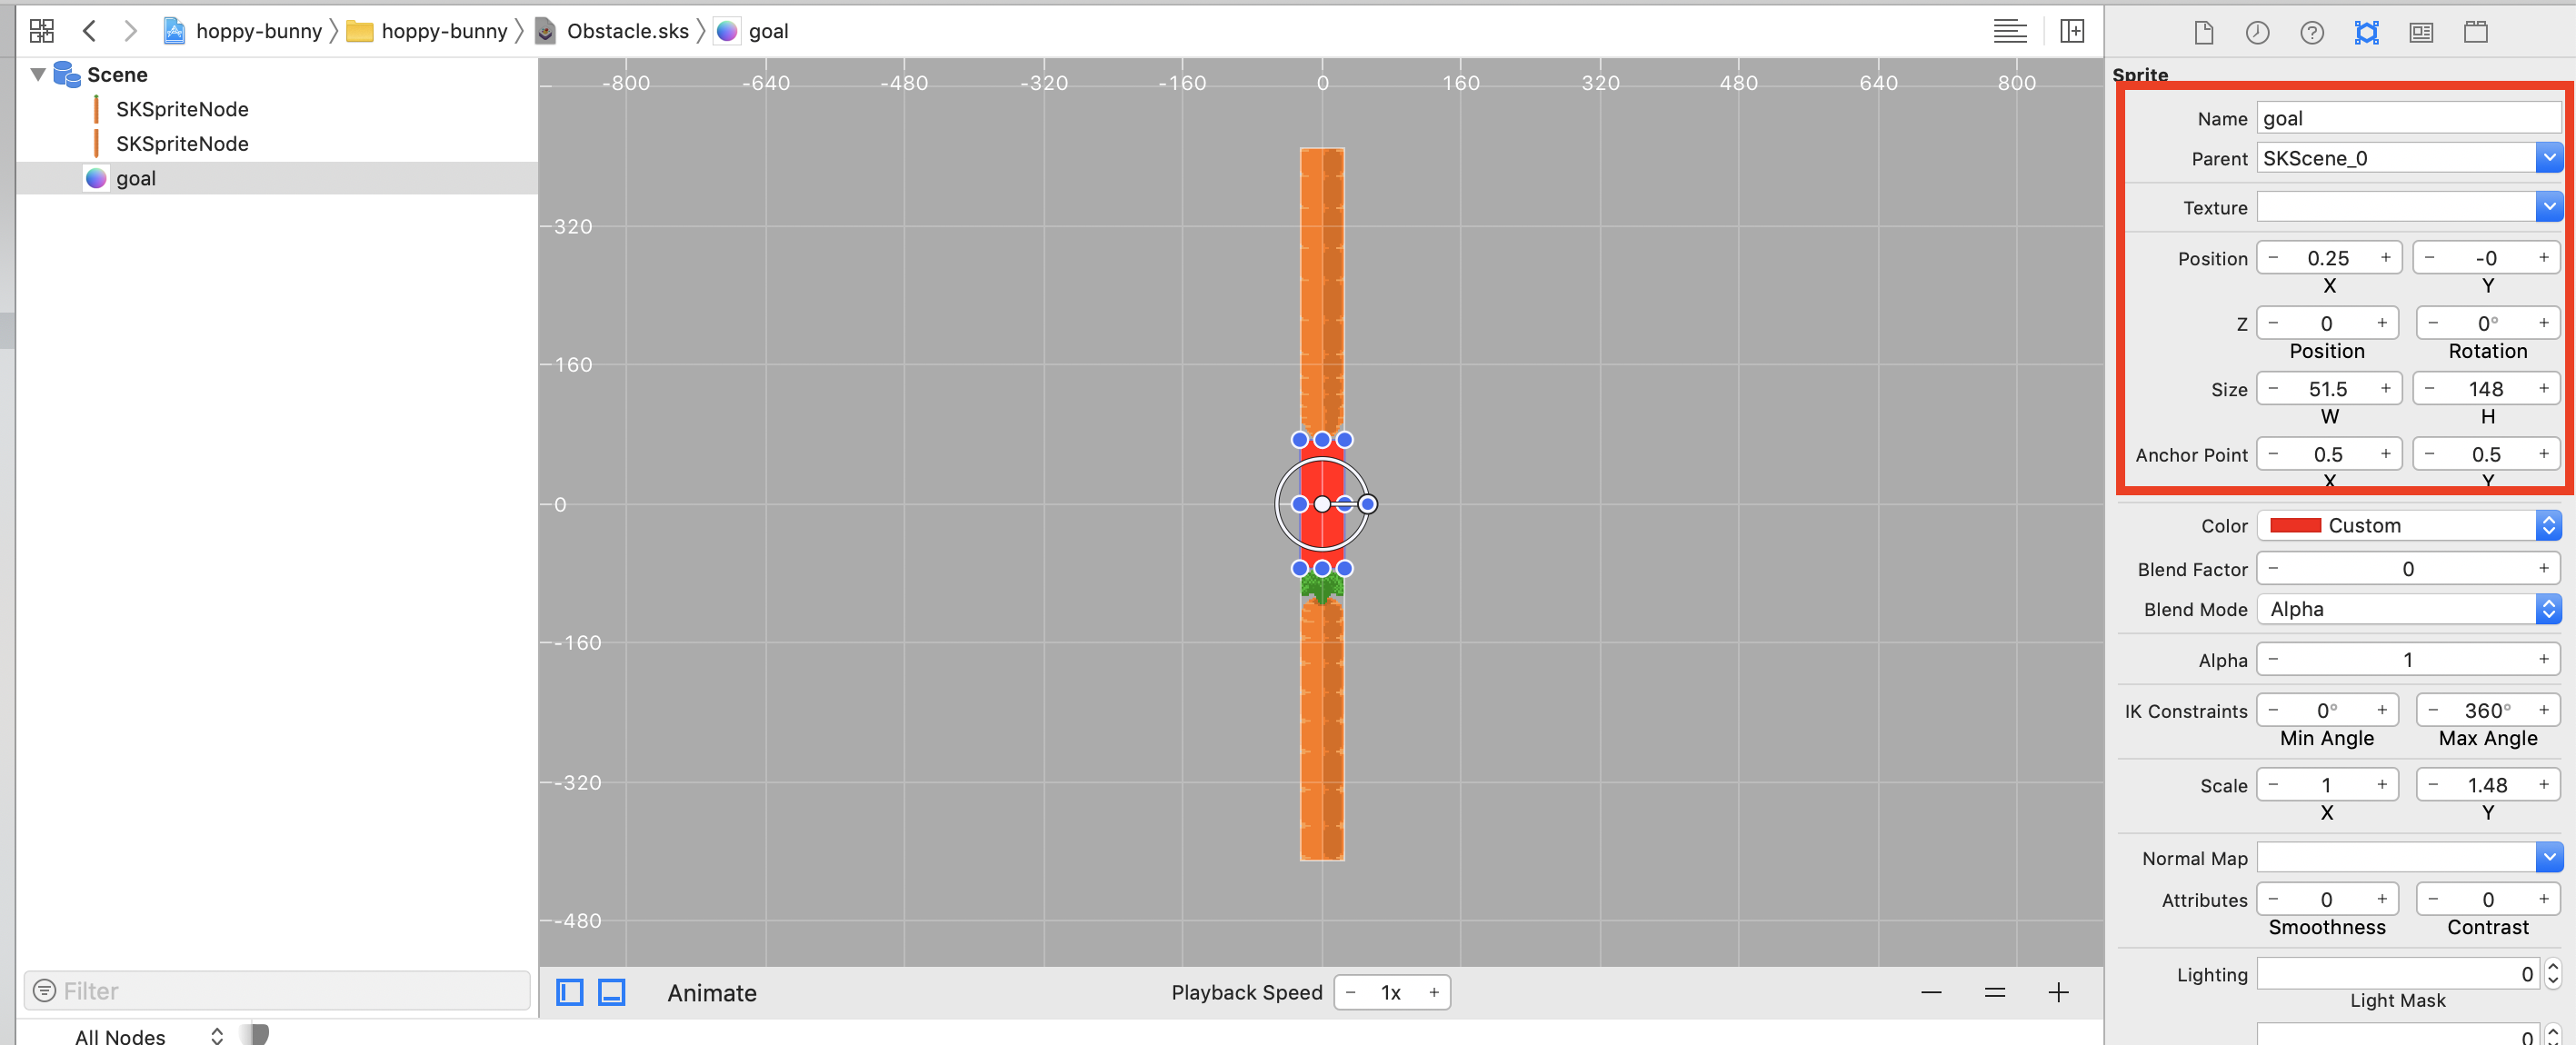 hoppy-bunny 〉 hoppy-bunny 〉 Obstacle.sks 〉 goal
Scene
SKSpriteNode
SKSpriteNode
goal
Filter
All Nodes
-800 -640 -480 -320 -160 0 160 320 480 640 800
320
160
0
-160
-320
-480
Animate
Playback Speed − 1x +
Sprite
Name goal
Parent SKScene_0
Texture
Position − 0.25 + − -0 +
X Y
Z − 0 + − 0° +
Position Rotation
Size − 51.5 + − 148 +
W H
Anchor Point − 0.5 + − 0.5 +
X Y
Color Custom
Blend Factor − 0 +
Blend Mode Alpha
Alpha − 1 +
IK Constraints − 0° + − 360° +
Min Angle Max Angle
Scale − 1 + − 1.48 +
X Y
Normal Map
Attributes − 0 + − 0 +
Smoothness Contrast
Lighting 0
Light Mask
0